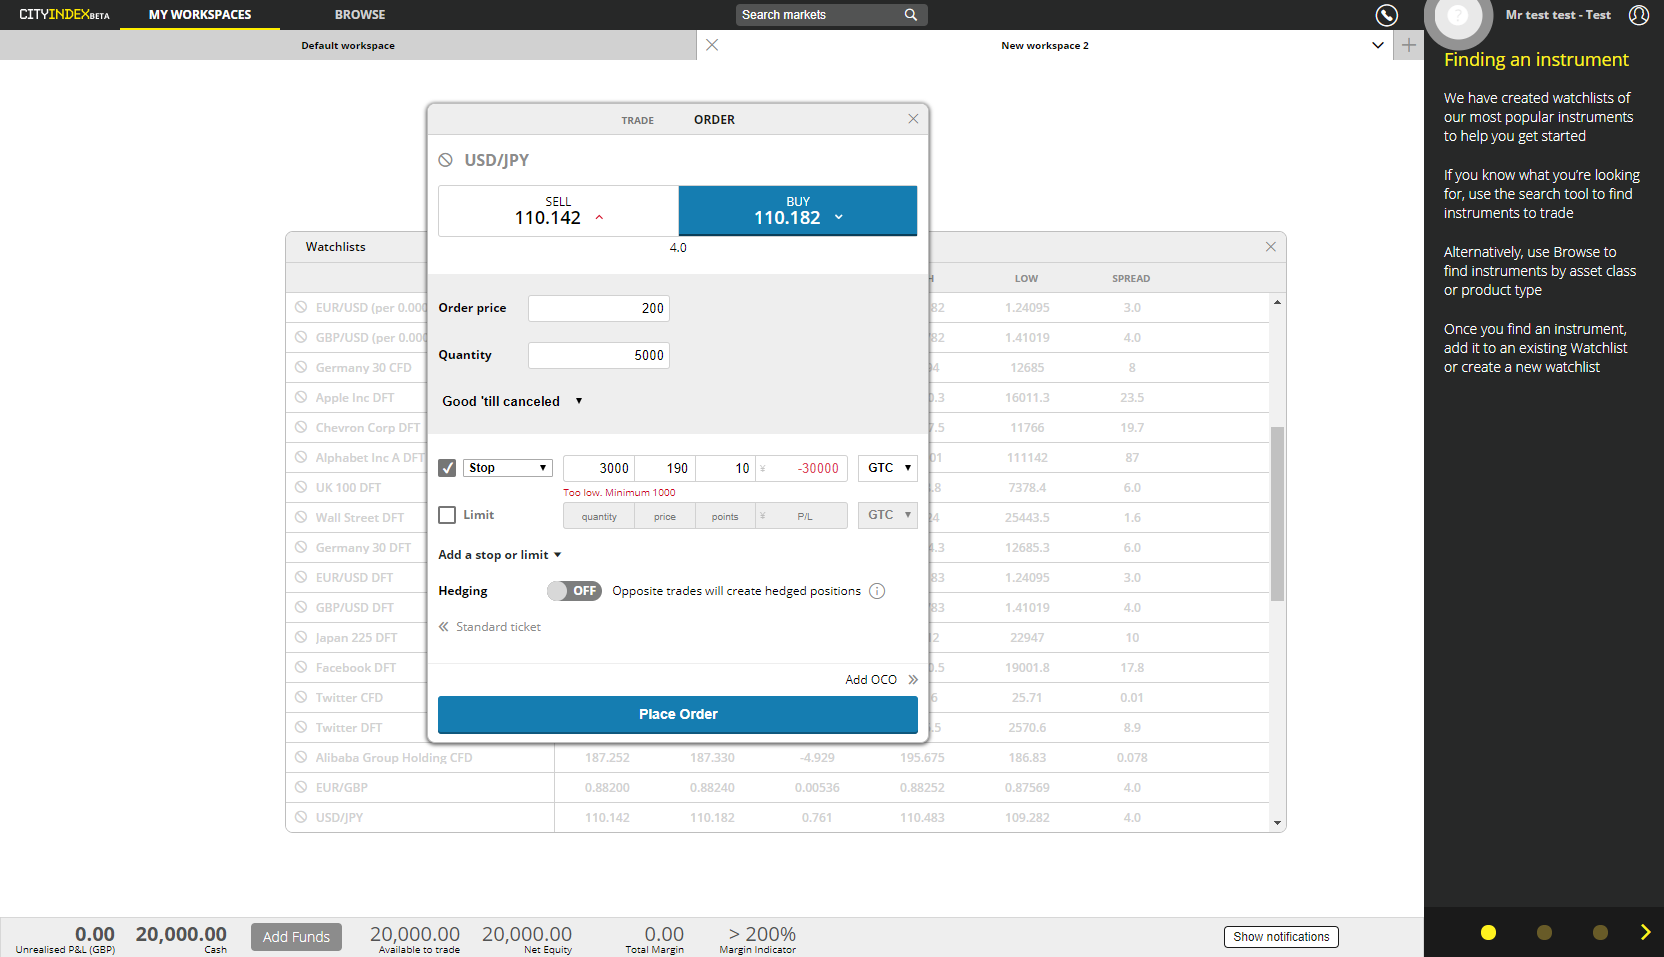 CITYINDEXBETA
MY WORKSPACES
BROWSE
Search markets
?
Mr test test - Test
Default workspace
New workspace 2
Finding an instrument
We have created watchlists of
our most popular instruments
to help you get started
If you know what you're looking
for, use the search tool to find
instruments to trade
Alternatively, use Browse to
find instruments by asset class
or product type
Once you find an instrument,
add it to an existing Watchlist
or create a new watchlist
TRADE ORDER
USD/JPY
SELL
110.142
BUY
110.182
4.0
Order price 200
Quantity 5000
Good 'till canceled
Stop 3000 190 10 ¥ -30000 GTC
Too low. Minimum 1000
Limit quantity price points ¥ P/L GTC
Add a stop or limit
Hedging OFF Opposite trades will create hedged positions i
Standard ticket
Add OCO
Place Order
Watchlists
LOW SPREAD
EUR/USD (per 0.000 82 1.24095 3.0
GBP/USD (per 0.000 82 1.41019 4.0
Germany 30 CFD 12685 8
Apple Inc DFT 0.3 16011.3 23.5
Chevron Corp DFT 7.5 11766 19.7
Alphabet Inc A DFT 01 111142 87
UK 100 DFT .8 7378.4 6.0
Wall Street DFT 24 25443.5 1.6
Germany 30 DFT 4.3 12685.3 6.0
EUR/USD DFT 83 1.24095 3.0
GBP/USD DFT 783 1.41019 4.0
Japan 225 DFT 12 22947 10
Facebook DFT 0.5 19001.8 17.8
Twitter CFD 6 25.71 0.01
Twitter DFT .5 2570.6 8.9
Alibaba Group Holding CFD 187.252 187.330 -4.929 195.675 186.83 0.078
EUR/GBP 0.88200 0.88240 0.00536 0.88252 0.87569 4.0
USD/JPY 110.142 110.182 0.761 110.483 109.282 4.0
0.00
Unrealised P&L (GBP)
20,000.00
Cash
Add Funds
20,000.00
Available to trade
20,000.00
Net Equity
0.00
Total Margin
> 200%
Margin Indicator
Show notifications